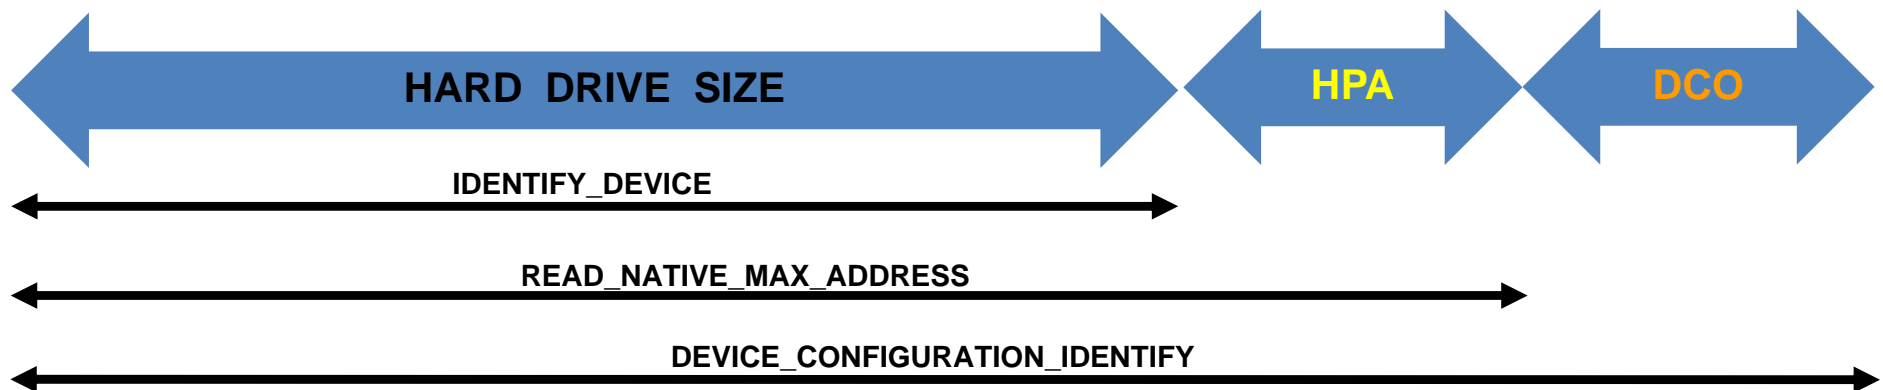 HARD DRIVE SIZE
HPA
DCO
IDENTIFY_DEVICE
READ_NATIVE_MAX_ADDRESS
DEVICE_CONFIGURATION_IDENTIFY